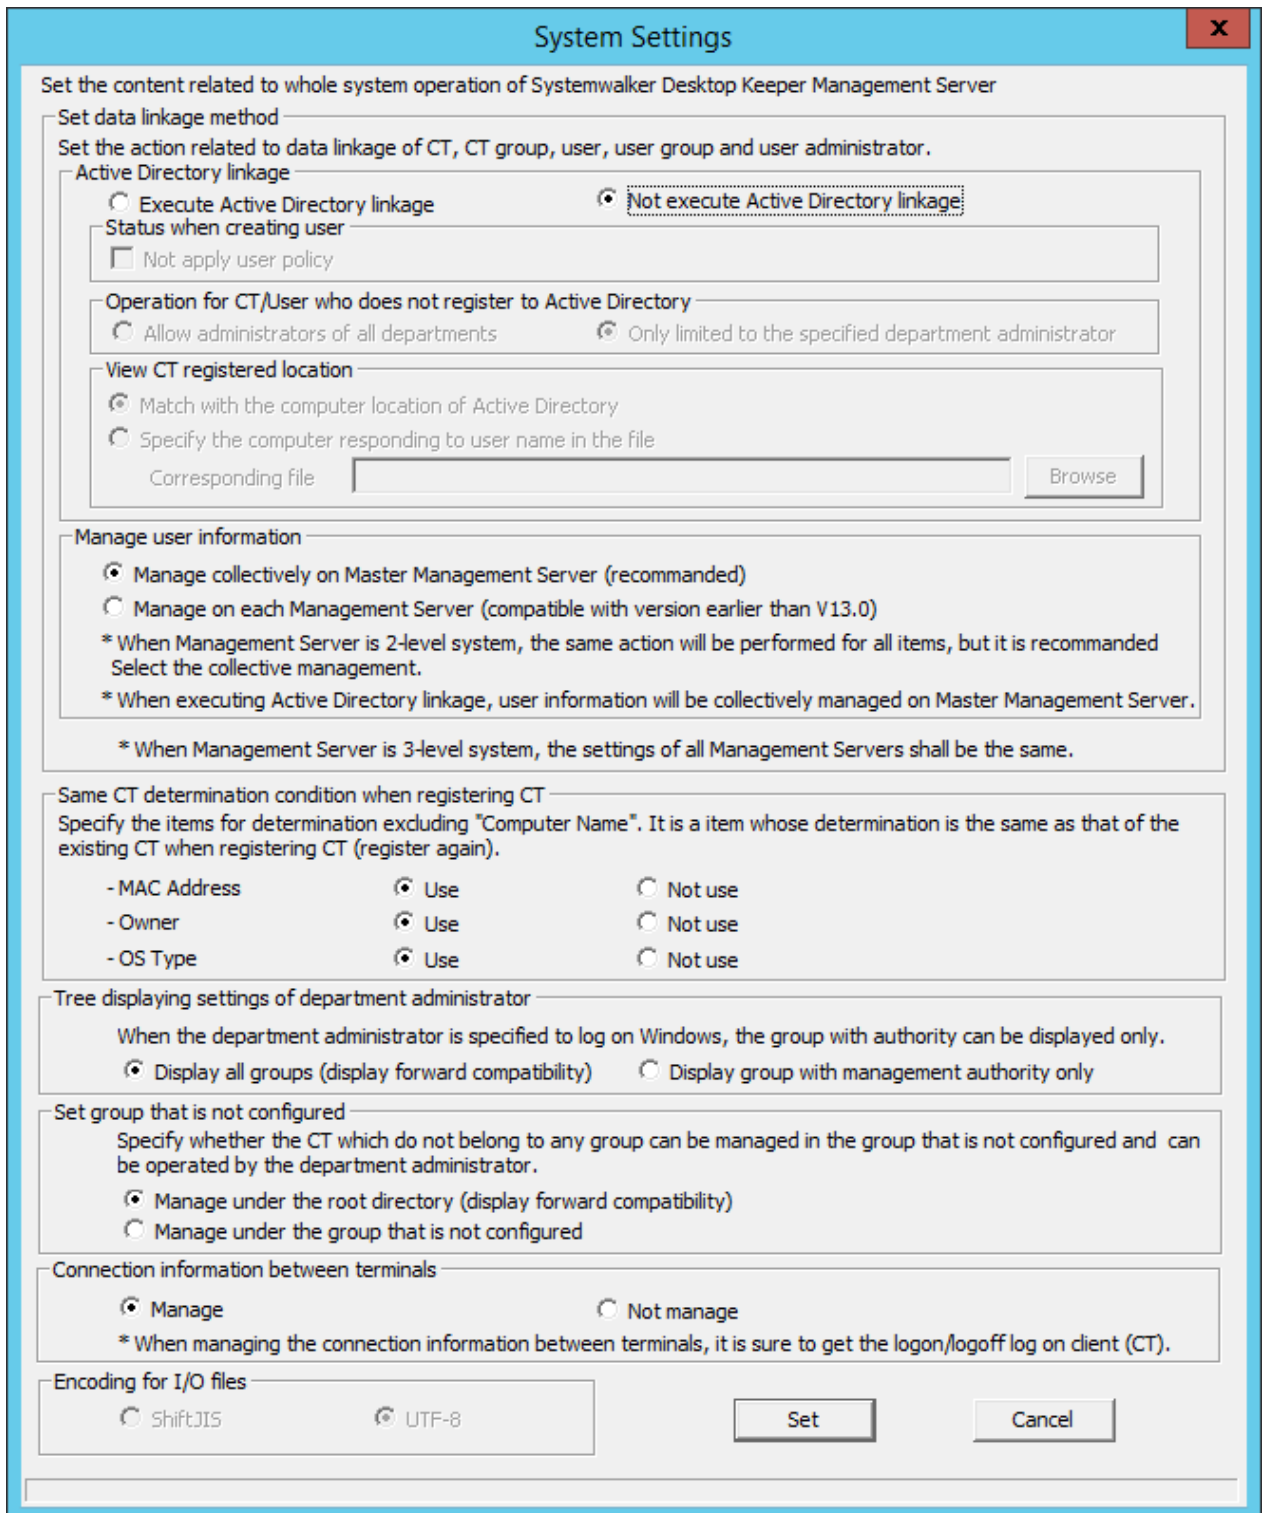 System Settings
x
Set the content related to whole system operation of Systemwalker Desktop Keeper Management Server
Set data linkage method
Set the action related to data linkage of CT, CT group, user, user group and user administrator.
Active Directory linkage
Execute Active Directory linkage
Not execute Active Directory linkage
Status when creating user
Not apply user policy
Operation for CT/User who does not register to Active Directory
Allow administrators of all departments
Only limited to the specified department administrator
View CT registered location
Match with the computer location of Active Directory
Specify the computer responding to user name in the file
Corresponding file
Browse
Manage user information
Manage collectively on Master Management Server (recommanded)
Manage on each Management Server (compatible with version earlier than V13.0)
* When Management Server is 2-level system, the same action will be performed for all items, but it is recommanded
Select the collective management.
* When executing Active Directory linkage, user information will be collectively managed on Master Management Server.
* When Management Server is 3-level system, the settings of all Management Servers shall be the same.
Same CT determination condition when registering CT
Specify the items for determination excluding "Computer Name". It is a item whose determination is the same as that of the
existing CT when registering CT (register again).
- MAC Address
Use
Not use
- Owner
Use
Not use
- OS Type
Use
Not use
Tree displaying settings of department administrator
When the department administrator is specified to log on Windows, the group with authority can be displayed only.
Display all groups (display forward compatibility)
Display group with management authority only
Set group that is not configured
Specify whether the CT which do not belong to any group can be managed in the group that is not configured and can
be operated by the department administrator.
Manage under the root directory (display forward compatibility)
Manage under the group that is not configured
Connection information between terminals
Manage
Not manage
* When managing the connection information between terminals, it is sure to get the logon/logoff log on client (CT).
Encoding for I/O files
ShiftJIS
UTF-8
Set
Cancel